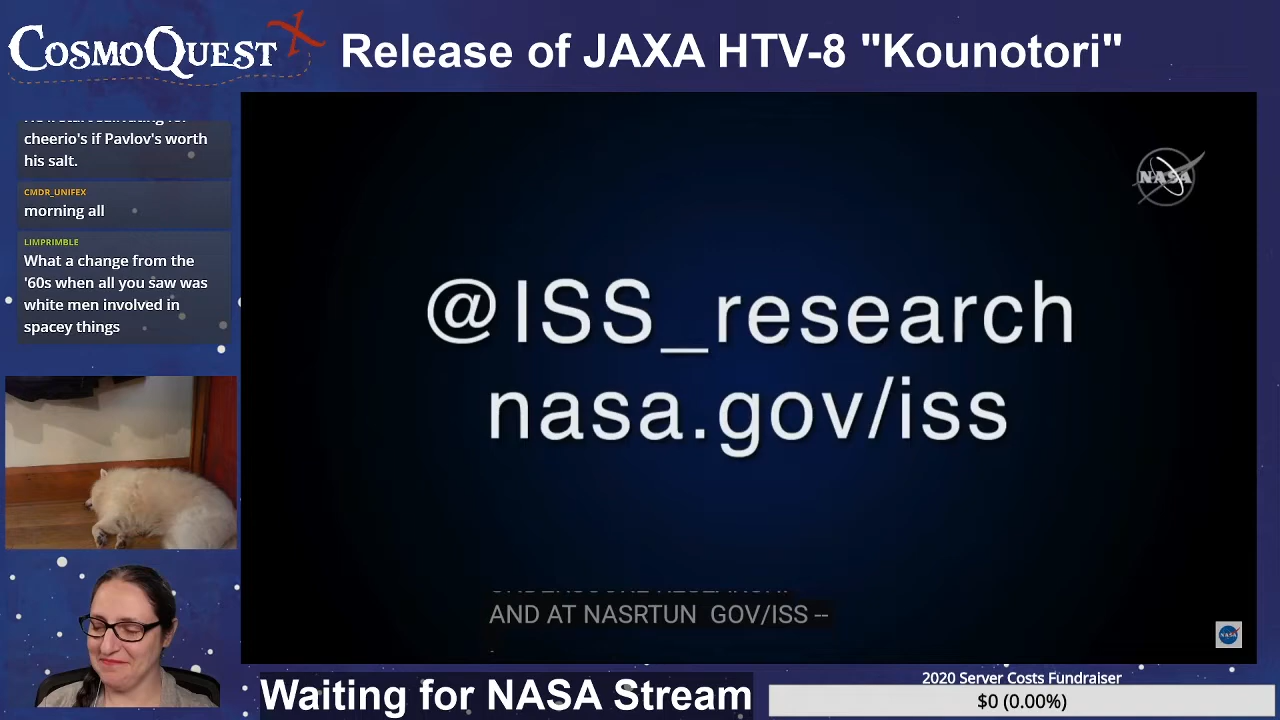 CosmoQuest X
Release of JAXA HTV-8 "Kounotori"
cheerio's if Pavlov's worth
his salt.
CMDR_UNIFEX
morning all
LIMPRIMBLE
What a change from the
'60s when all you saw was
white men involved in
spacey things
NASA
@ISS_research
nasa.gov/iss
AND AT NASRTUN GOV/ISS --
NASA
Waiting for NASA Stream
2020 Server Costs Fundraiser
$0 (0.00%)